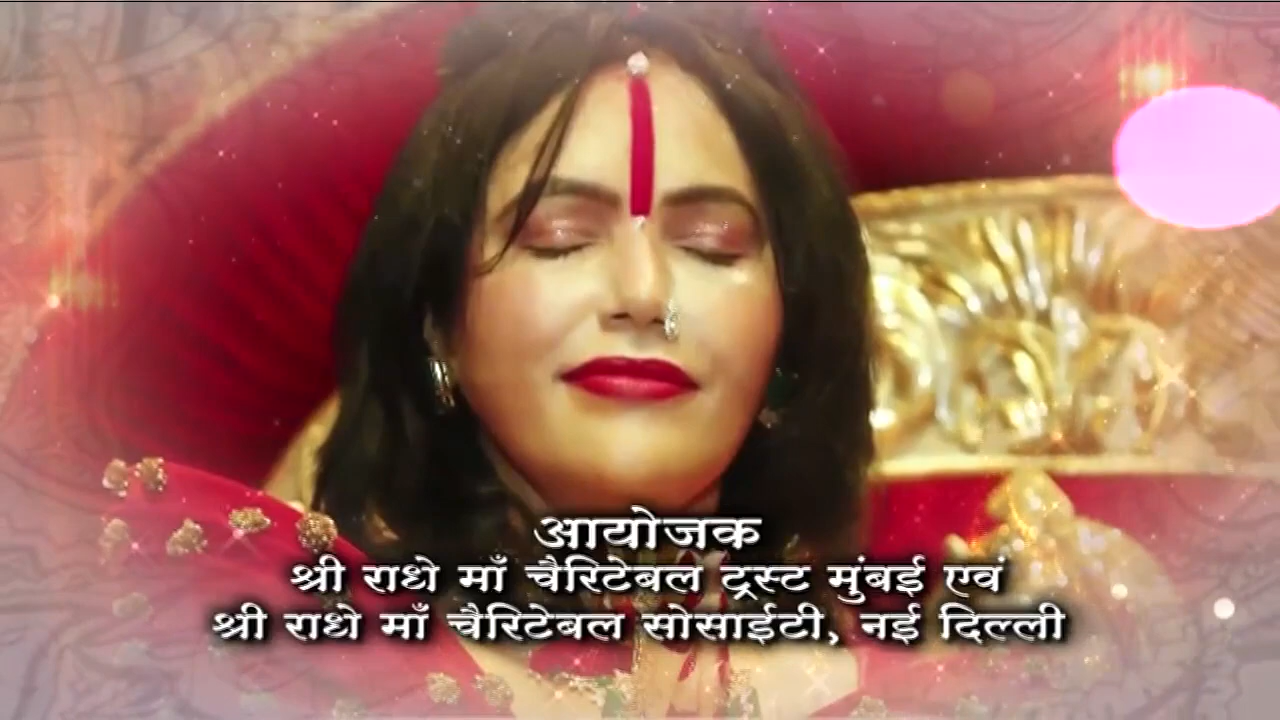 आयोजक
श्री राधे माँ चैरिटेबल ट्रस्ट मुंबई एवं
श्री राधे माँ चैरिटेबल सोसाईटी, नई दिल्ली